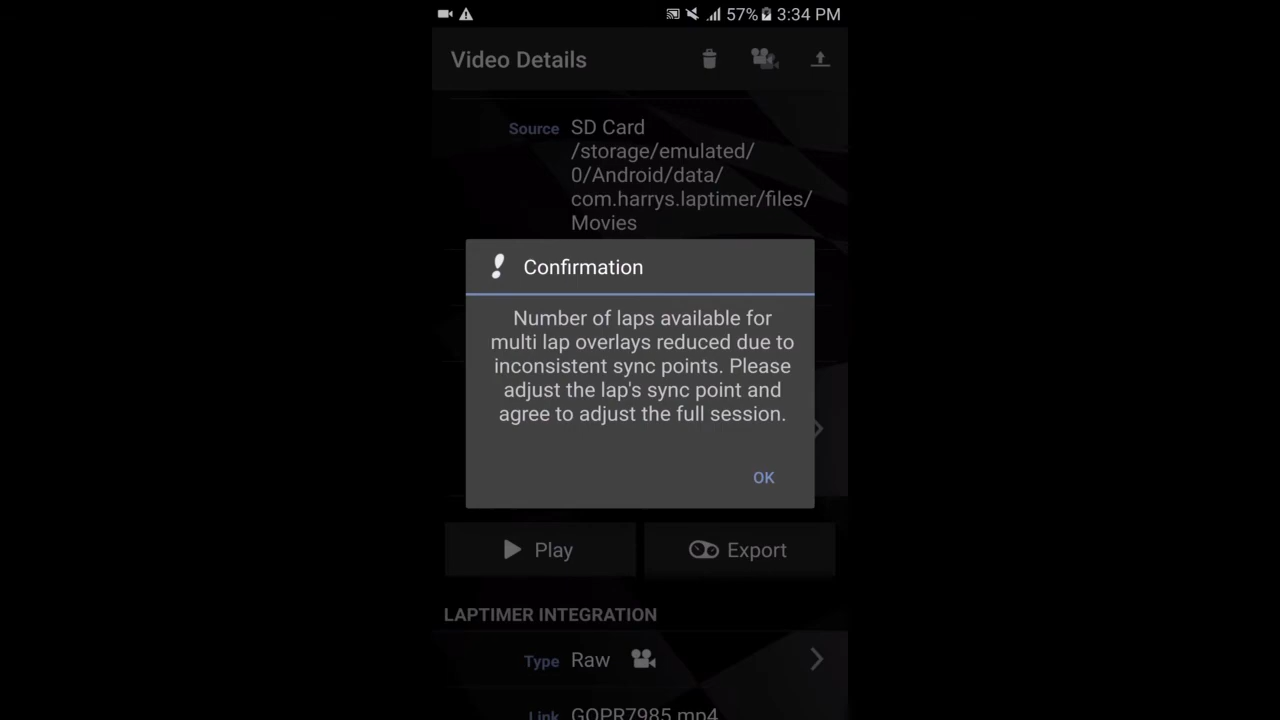 57% 3:34 PM
Video Details
Source SD Card
/storage/emulated/
0/Android/data/
com.harrys.laptimer/files/
Movies
Confirmation
Number of laps available for
multi lap overlays reduced due to
inconsistent sync points. Please
adjust the lap's sync point and
agree to adjust the full session.
OK
Play Export
LAPTIMER INTEGRATION
Type Raw
Link GOPR7985.mp4